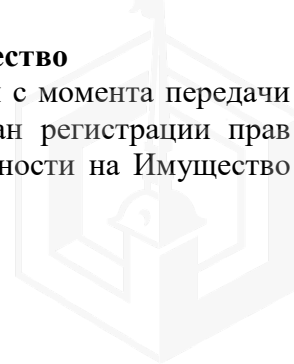 ество
с момента передачи
ан регистрации прав
ности на Имущество